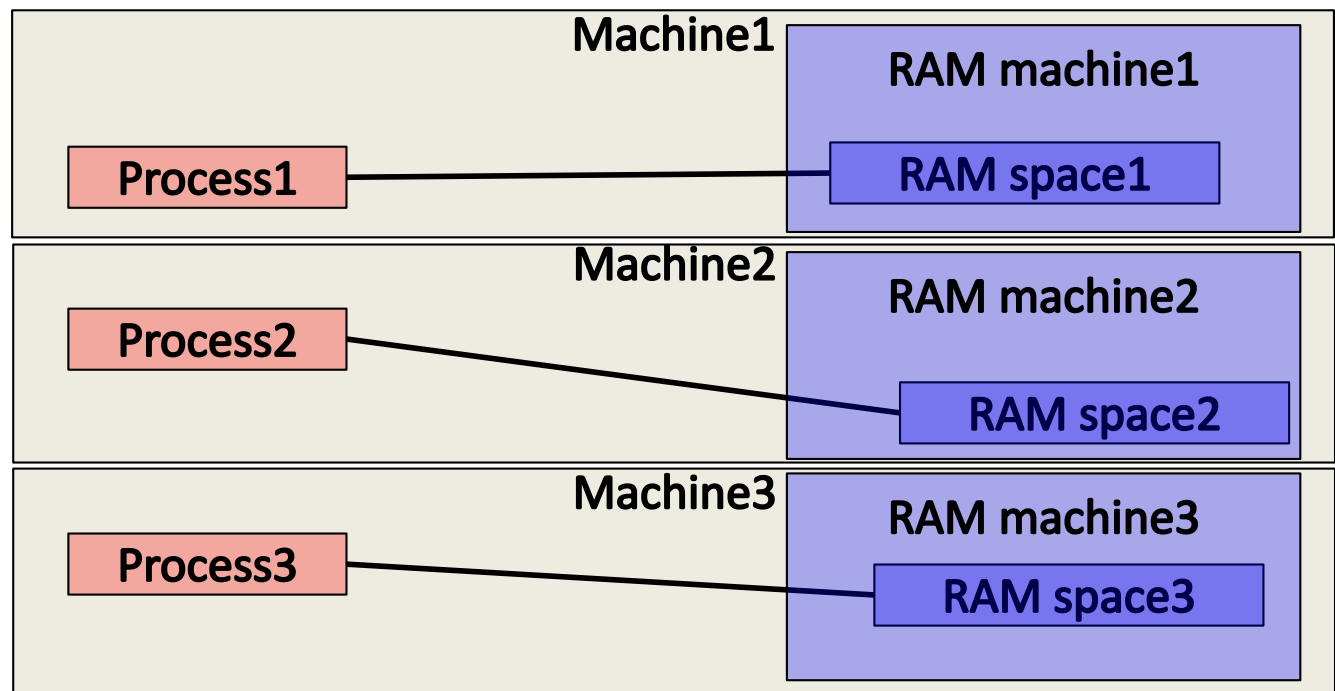 Machine1
RAM machine1
Process1
RAM space1
Machine2
RAM machine2
Process2
RAM space2
Machine3
RAM machine3
Process3
RAM space3